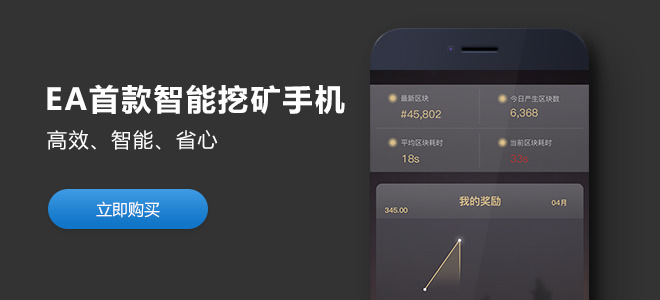 EA首款智能挖矿手机
高效、智能、省心
立即购买
最新区块
#45,802
今日产生区块数
6,368
平均区块耗时
18s
当前区块耗时
33s
345.00
我的奖励
04月